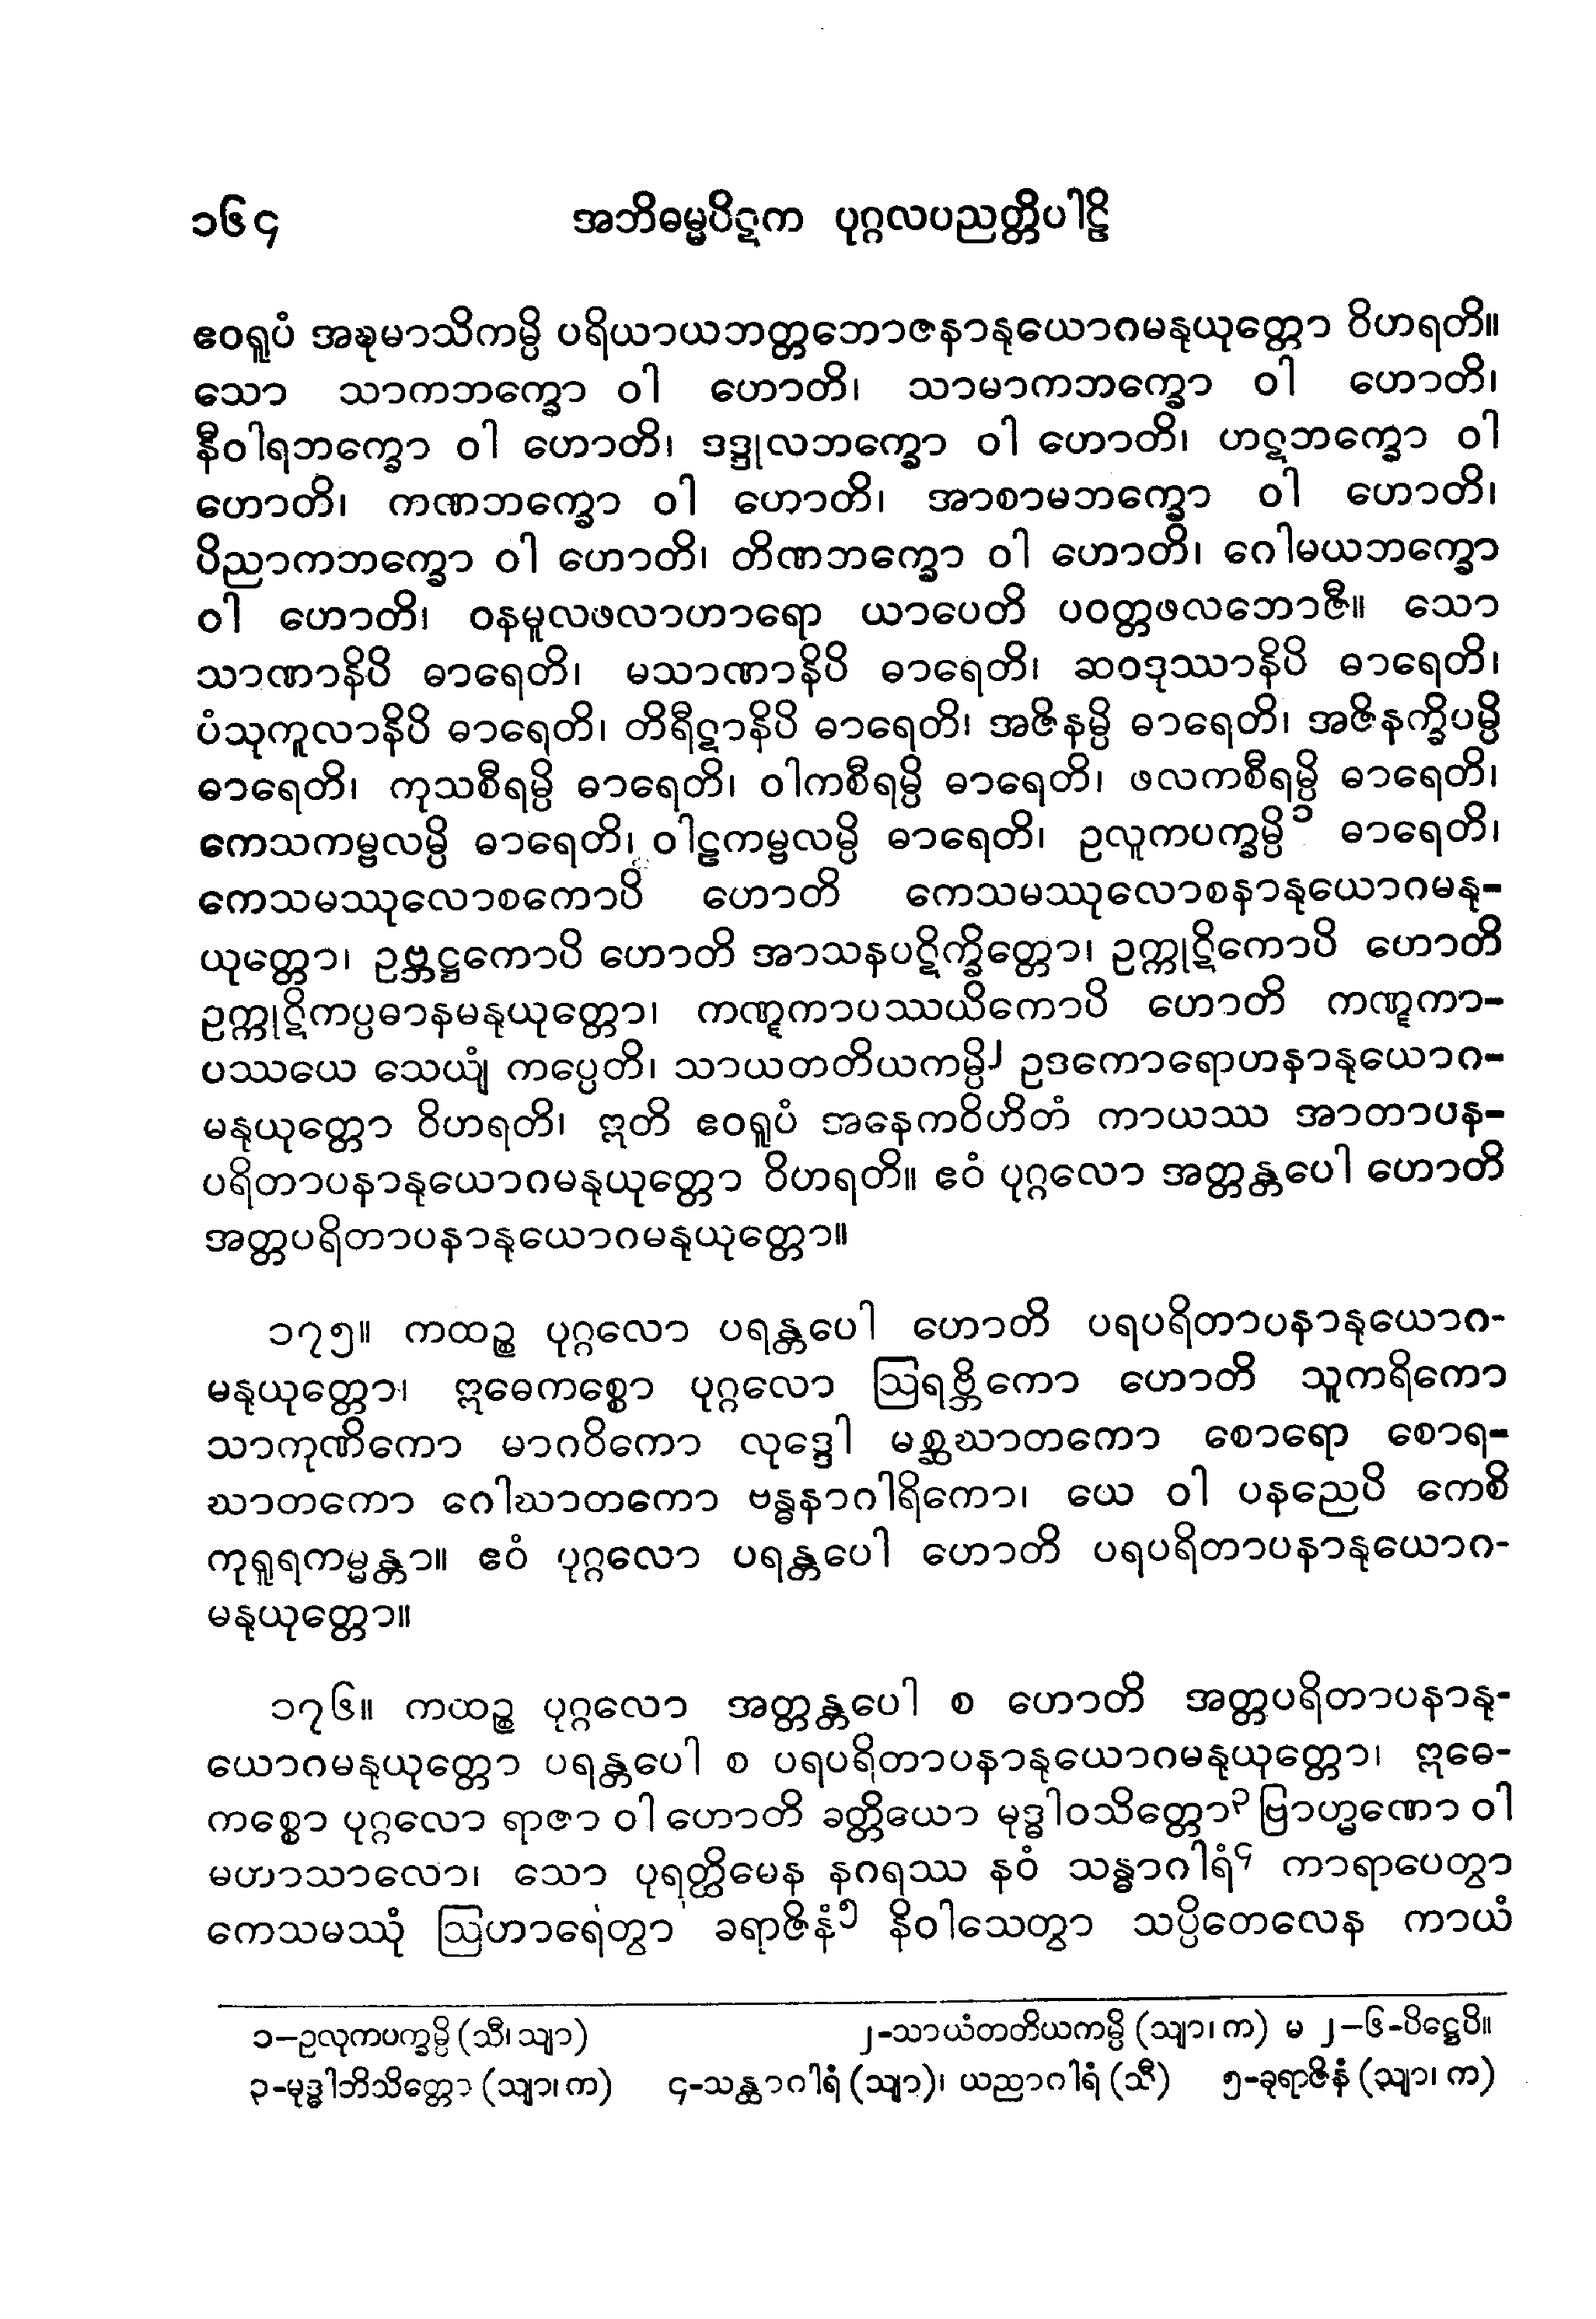 ၁၆၄ အဘိဓမ္မပိဋက ပုဂ္ဂလပညတ္တိပါဠိ
ဧဝရူပံ အဍ္ဎမာသိကမ္ပိ ပရိယာယဘတ္တဘောဇနာနုယောဂမနုယုတ္တော ဝိဟရတိ။
သော သာကဘက္ခော ဝါ ဟောတိ၊ သာမာကဘက္ခော ဝါ ဟောတိ၊
နီဝါရဘက္ခော ဝါ ဟောတိ၊ ဒဒ္ဒုလဘက္ခော ဝါ ဟောတိ၊ ဟဋဘက္ခော ဝါ
ဟောတိ၊ ကဏဘက္ခော ဝါ ဟောတိ၊ အာစာမဘက္ခော ဝါ ဟောတိ၊
ပိညာကဘက္ခော ဝါ ဟောတိ၊ တိဏဘက္ခော ဝါ ဟောတိ၊ ဂေါမယဘက္ခော
ဝါ ဟောတိ၊ ဝနမူလဖလာဟာရော ယာပေတိ ပဝတ္တဖလဘောဇီ။ သော
သာဏာနိပိ ဓာရေတိ၊ မသာဏာနိပိ ဓာရေတိ၊ ဆဝဒုဿာနိပိ ဓာရေတိ၊
ပံသုကူလာနိပိ ဓာရေတိ၊ တိရီဋာနိပိ ဓာရေတိ၊ အဇိနမ္ပိ ဓာရေတိ၊ အဇိနက္ခိပမ္ပိ
ဓာရေတိ၊ ကုသစီရမ္ပိ ဓာရေတိ၊ ဝါကစီရမ္ပိ ဓာရေတိ၊ ဖလကစီရမ္ပိ ဓာရေတိ၊
ကေသကမ္ဗလမ္ပိ ဓာရေတိ၊ ဝါဠကမ္ဗလမ္ပိ ဓာရေတိ၊ ဥလူကပက္ခမ္ပိ၁ ဓာရေတိ၊
ကေသမဿုလောစကောပိ ဟောတိ ကေသမဿုလောစနာနုယောဂမနု-
ယုတ္တော၊ ဥဗ္ဘဋ္ဌကောပိ ဟောတိ အာသနပဋိက္ခိတ္တော၊ ဥက္ကုဋိကောပိ ဟောတိ
ဥက္ကုဋိကပ္ပဓာနမနုယုတ္တော၊ ကဏ္ဋကာပဿယိကောပိ ဟောတိ ကဏ္ဋကာ-
ပဿယေ သေယျံ ကပ္ပေတိ၊ သာယတတိယကမ္ပိ၂ ဥဒကောရောဟနာနုယောဂ-
မနုယုတ္တော ဝိဟရတိ၊ ဣတိ ဧဝရူပံ အနေကဝိဟိတံ ကာယဿ အာတာပန-
ပရိတာပနာနုယောဂမနုယုတ္တော ဝိဟရတိ။ ဧဝံ ပုဂ္ဂလော အတ္တန္တပေါ ဟောတိ
အတ္တပရိတာပနာနုယောဂမနုယုတ္တော။
၁၇၅။ ကထဉ္စ ပုဂ္ဂလော ပရန္တပေါ ဟောတိ ပရပရိတာပနာနုယောဂ-
မနုယုတ္တော၊ ဣဓေကစ္စော ပုဂ္ဂလော ဩရဗ္ဘိကော ဟောတိ သူကရိကော
သာကုဏိကော မာဂဝိကော လုဒ္ဒေါ မစ္ဆဃာတကော စောရော စောရ-
ဃာတကော ဂေါဃာတကော ဗန္ဓနာဂါရိကော၊ ယေ ဝါ ပနညေပိ ကေစိ
ကုရူရကမ္မန္တာ။ ဧဝံ ပုဂ္ဂလော ပရန္တပေါ ဟောတိ ပရပရိတာပနာနုယောဂ-
မနုယုတ္တော။
၁၇၆။ ကထဉ္စ ပုဂ္ဂလော အတ္တန္တပေါ စ ဟောတိ အတ္တပရိတာပနာနု-
ယောဂမနုယုတ္တော ပရန္တပေါ စ ပရပရိတာပနာနုယောဂမနုယုတ္တော၊ ဣဓေ-
ကစ္စော ပုဂ္ဂလော ရာဇာ ဝါ ဟောတိ ခတ္တိယော မုဒ္ဓါဝသိတ္တော၃ ဗြာဟ္မဏော ဝါ
မဟာသာလော၊ သော ပုရတ္ထိမေန နဂရဿ နဝံ သန္ဓာဂါရံ၄ ကာရာပေတွာ
ကေသမဿုံ ဩဟာရေတွာ ခရာဇိနံ၅ နိဝါသေတွာ သပ္ပိတေလေန ကာယံ
၁-ဥလုကပက္ခမ္ပိ (သီ၊ သျာ) ၂-သာယံတတိယကမ္ပိ (သျာ၊ က) မ ၂-၆-ပိဋ္ဌေပိ။
၃-မုဒ္ဓါဘိသိတ္တော (သျာ၊ က) ၄-သန္ထာဂါရံ (သျာ)၊ ယညာဂါရံ (သီ) ၅-ခုရာဇိနံ (သျာ၊ က)